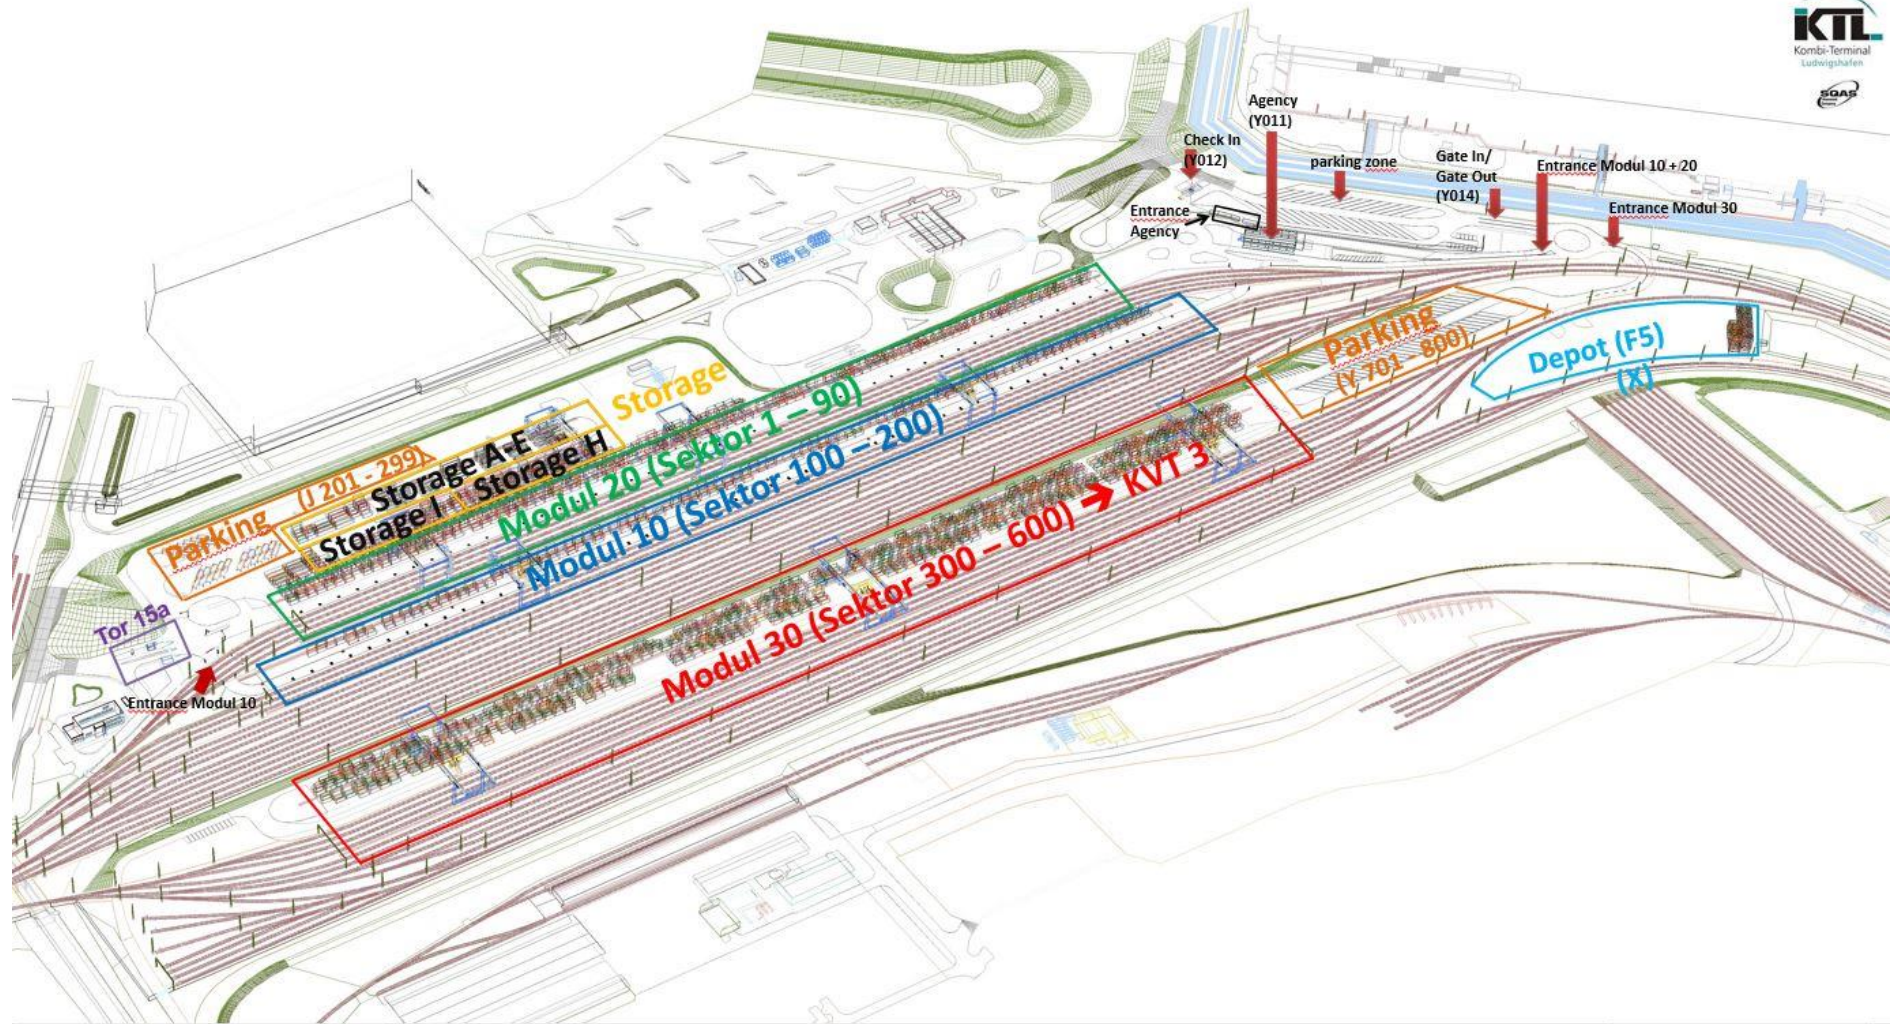 KTL
Kombi-Terminal
Ludwigshafen
SQAS
Agency
(Y011)
Check In
(Y012)
parking zone
Gate In/
Gate Out
(Y014)
Entrance Modul 10 + 20
Entrance Modul 30
Entrance
Agency
Parking
(Y 701 - 800)
Depot (F5)
(X)
Storage
Storage A-E
Storage H
Storage I
Parking (J 201 - 299)
Modul 20 (Sektor 1 – 90)
Modul 10 (Sektor 100 – 200)
Modul 30 (Sektor 300 – 600) → KVT 3
Tor 15a
Entrance Modul 10